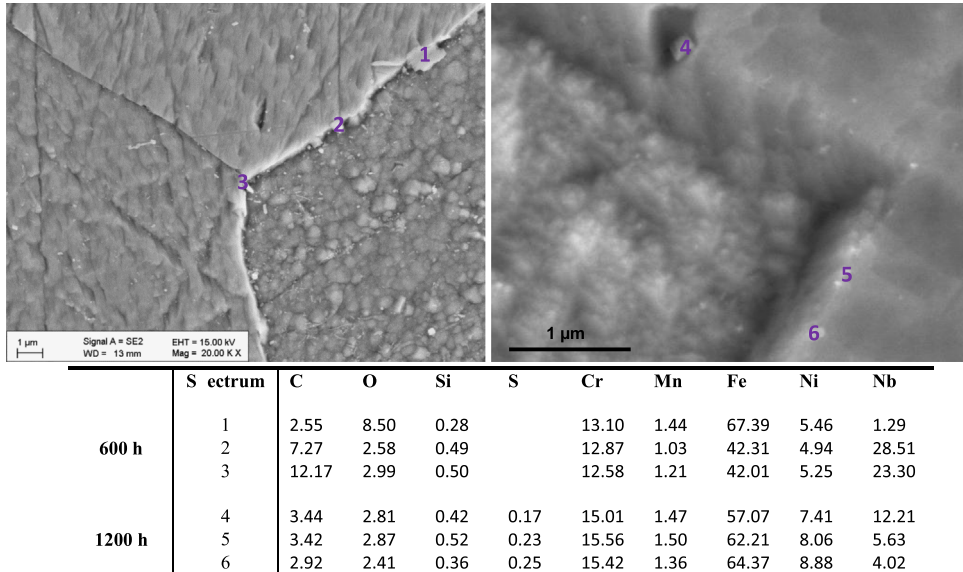 1
2
3
4
5
6
1 µm
Signal A = SE2 EHT = 15.00 kV
WD = 13 mm Mag = 20.00 K X
1 µm
S ectrum C O Si S Cr Mn Fe Ni Nb
1 2.55 8.50 0.28 13.10 1.44 67.39 5.46 1.29
600 h 2 7.27 2.58 0.49 12.87 1.03 42.31 4.94 28.51
3 12.17 2.99 0.50 12.58 1.21 42.01 5.25 23.30
4 3.44 2.81 0.42 0.17 15.01 1.47 57.07 7.41 12.21
1200 h 5 3.42 2.87 0.52 0.23 15.56 1.50 62.21 8.06 5.63
6 2.92 2.41 0.36 0.25 15.42 1.36 64.37 8.88 4.02